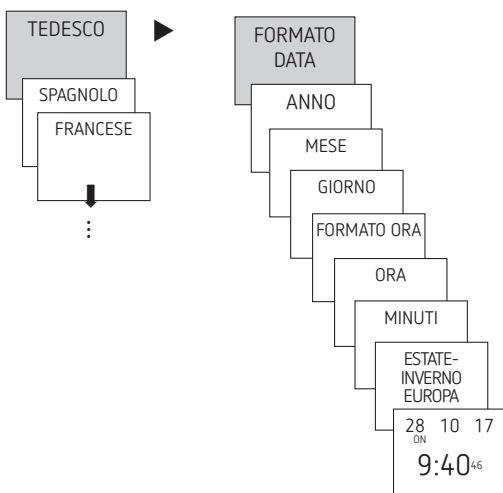 TEDESCO
SPAGNOLO
FRANCESE
FORMATO
DATA
ANNO
MESE
GIORNO
FORMATO ORA
ORA
MINUTI
ESTATE-
INVERNO
EUROPA
28 10 17
ON
9:40 46